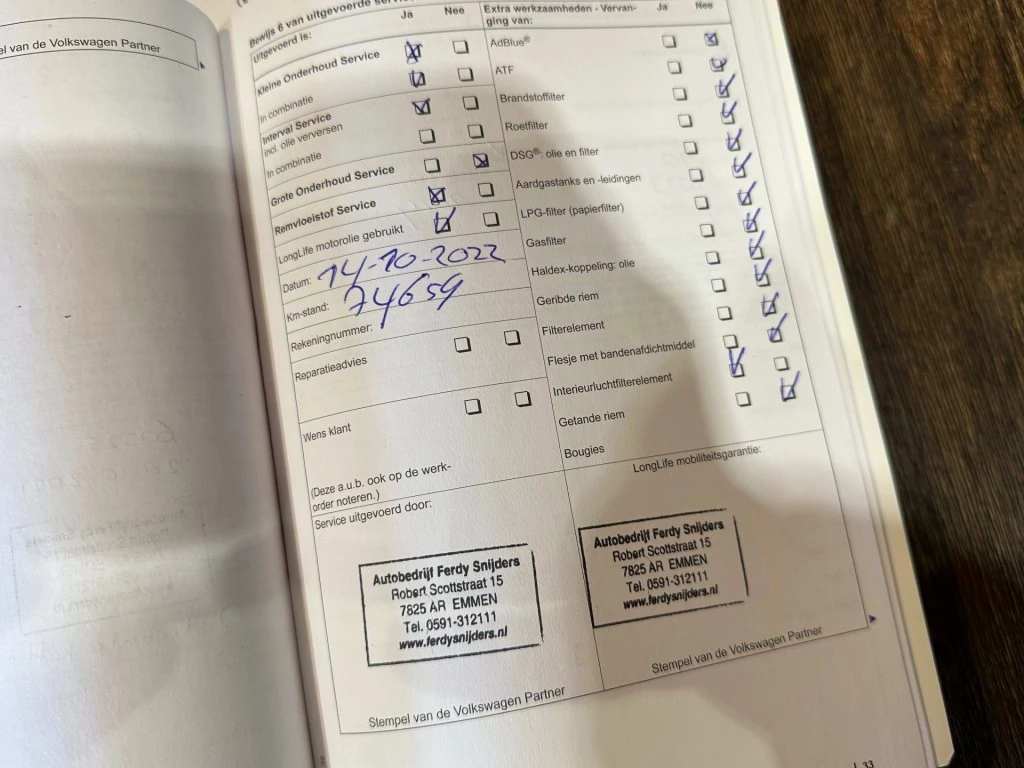 el van de Volkswagen Partner
Bewijs 6 van uitgevoerde
Uitgevoerd is: Ja Nee
Kleine Onderhoud Service
In combinatie
Interval Service
incl. olie verversen
In combinatie
Grote Onderhoud Service
Remvloeistof Service
LongLife motorolie gebruikt
Datum: 14-10-2022
Km-stand: 74659
Rekeningnummer:
Reparatieadvies
Wens klant
(Deze a.u.b. ook op de werk-
order noteren.)
Extra werkzaamheden - Vervan- Ja Nee
ging van:
AdBlue®
ATF
Brandstoffilter
Roetfilter
DSG®: olie en filter
Aardgastanks en -leidingen
LPG-filter (papierfilter)
Gasfilter
Haldex-koppeling: olie
Geribde riem
Filterelement
Flesje met bandenafdichtmiddel
Interieurluchtfilterelement
Getande riem
Bougies
Service uitgevoerd door:
Autobedrijf Ferdy Snijders
Robert Scottstraat 15
7825 AR EMMEN
Tel. 0591-312111
www.ferdysnijders.nl
Stempel van de Volkswagen Partner
LongLife mobiliteitsgarantie:
Autobedrijf Ferdy Snijders
Robert Scottstraat 15
7825 AR EMMEN
Tel. 0591-312111
www.ferdysnijders.nl
Stempel van de Volkswagen Partner
33